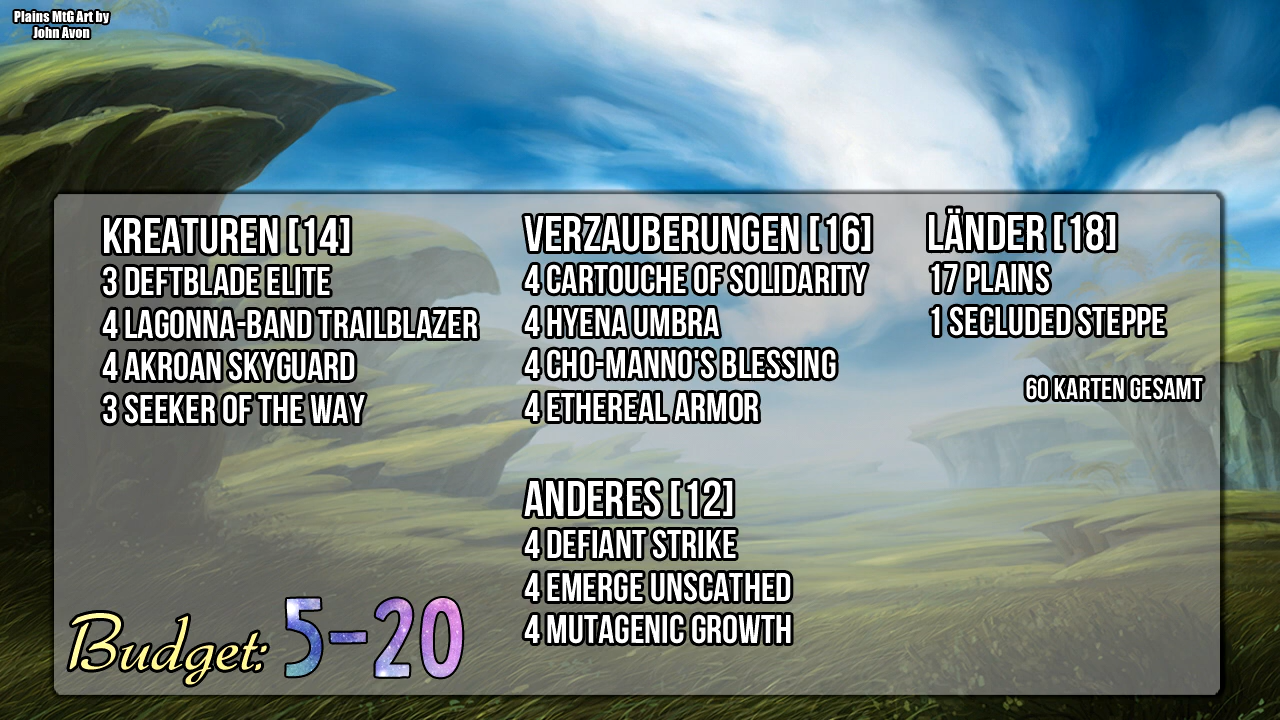 Plains MtG Art by
John Avon
KREATUREN [14]
3 DEFTBLADE ELITE
4 LAGONNA-BAND TRAILBLAZER
4 AKROAN SKYGUARD
3 SEEKER OF THE WAY
VERZAUBERUNGEN [16]
4 CARTOUCHE OF SOLIDARITY
4 HYENA UMBRA
4 CHO-MANNO'S BLESSING
4 ETHEREAL ARMOR
ANDERES [12]
4 DEFIANT STRIKE
4 EMERGE UNSCATHED
4 MUTAGENIC GROWTH
LÄNDER [18]
17 PLAINS
1 SECLUDED STEPPE
60 KARTEN GESAMT
Budget: 5-20